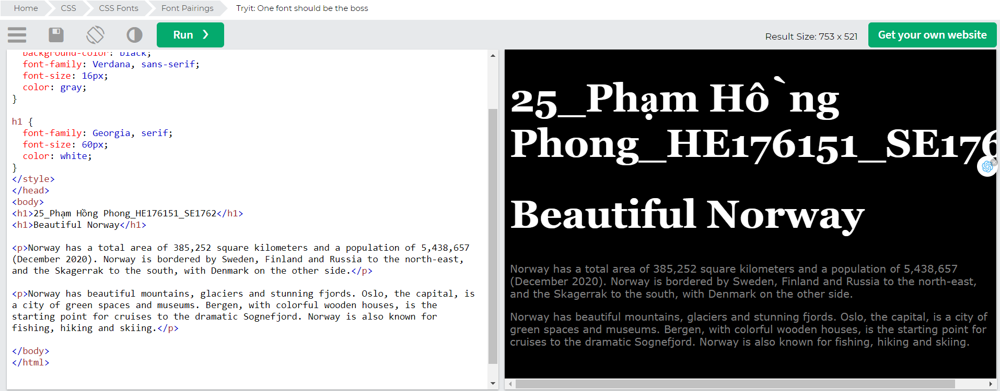 Home CSS CSS Fonts Font Pairings Tryit: One font should be the boss
Run ❯ Result Size: 753 x 521 Get your own website
background-color: black;
font-family: Verdana, sans-serif;
font-size: 16px;
color: gray;
}
h1 {
font-family: Georgia, serif;
font-size: 60px;
color: white;
}
</style>
</head>
<body>
<h1>25_Phạm Hồng Phong_HE176151_SE1762</h1>
<h1>Beautiful Norway</h1>
<p>Norway has a total area of 385,252 square kilometers and a population of 5,438,657
(December 2020). Norway is bordered by Sweden, Finland and Russia to the north-east,
and the Skagerrak to the south, with Denmark on the other side.</p>
<p>Norway has beautiful mountains, glaciers and stunning fjords. Oslo, the capital, is
a city of green spaces and museums. Bergen, with colorful wooden houses, is the
starting point for cruises to the dramatic Sognefjord. Norway is also known for
fishing, hiking and skiing.</p>
</body>
</html>
25_Phạm Hồng
Phong_HE176151_SE176
Beautiful Norway
Norway has a total area of 385,252 square kilometers and a population of 5,438,657
(December 2020). Norway is bordered by Sweden, Finland and Russia to the north-east,
and the Skagerrak to the south, with Denmark on the other side.
Norway has beautiful mountains, glaciers and stunning fjords. Oslo, the capital, is a city of
green spaces and museums. Bergen, with colorful wooden houses, is the starting point for
cruises to the dramatic Sognefjord. Norway is also known for fishing, hiking and skiing.